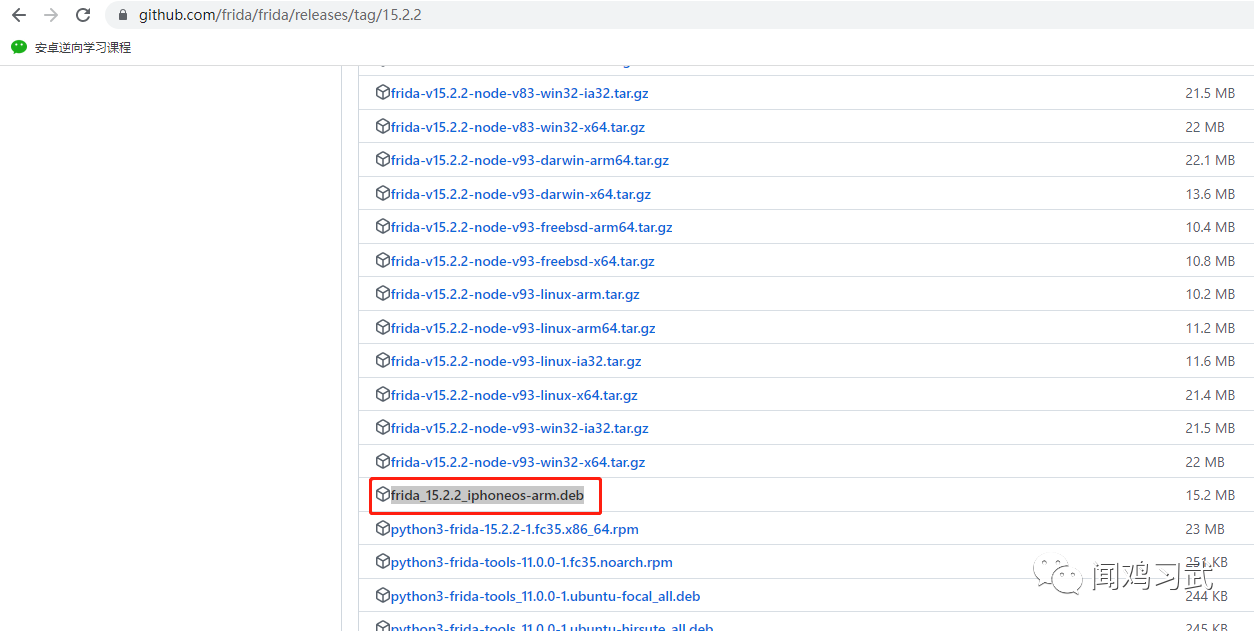 github.com/frida/frida/releases/tag/15.2.2
安卓逆向学习课程
frida-v15.2.2-node-v83-win32-ia32.tar.gz 21.5 MB
frida-v15.2.2-node-v83-win32-x64.tar.gz 22 MB
frida-v15.2.2-node-v93-darwin-arm64.tar.gz 22.1 MB
frida-v15.2.2-node-v93-darwin-x64.tar.gz 13.6 MB
frida-v15.2.2-node-v93-freebsd-arm64.tar.gz 10.4 MB
frida-v15.2.2-node-v93-freebsd-x64.tar.gz 10.8 MB
frida-v15.2.2-node-v93-linux-arm.tar.gz 10.2 MB
frida-v15.2.2-node-v93-linux-arm64.tar.gz 11.2 MB
frida-v15.2.2-node-v93-linux-ia32.tar.gz 11.6 MB
frida-v15.2.2-node-v93-linux-x64.tar.gz 21.4 MB
frida-v15.2.2-node-v93-win32-ia32.tar.gz 21.5 MB
frida-v15.2.2-node-v93-win32-x64.tar.gz 22 MB
frida_15.2.2_iphoneos-arm.deb 15.2 MB
python3-frida-15.2.2-1.fc35.x86_64.rpm 23 MB
python3-frida-tools-11.0.0-1.fc35.noarch.rpm 251 KB
闻鸡习武
python3-frida-tools_11.0.0-1.ubuntu-focal_all.deb 244 KB
python3-frida-tools_11.0.0-1.ubuntu-hirsute_all.deb 245 KB